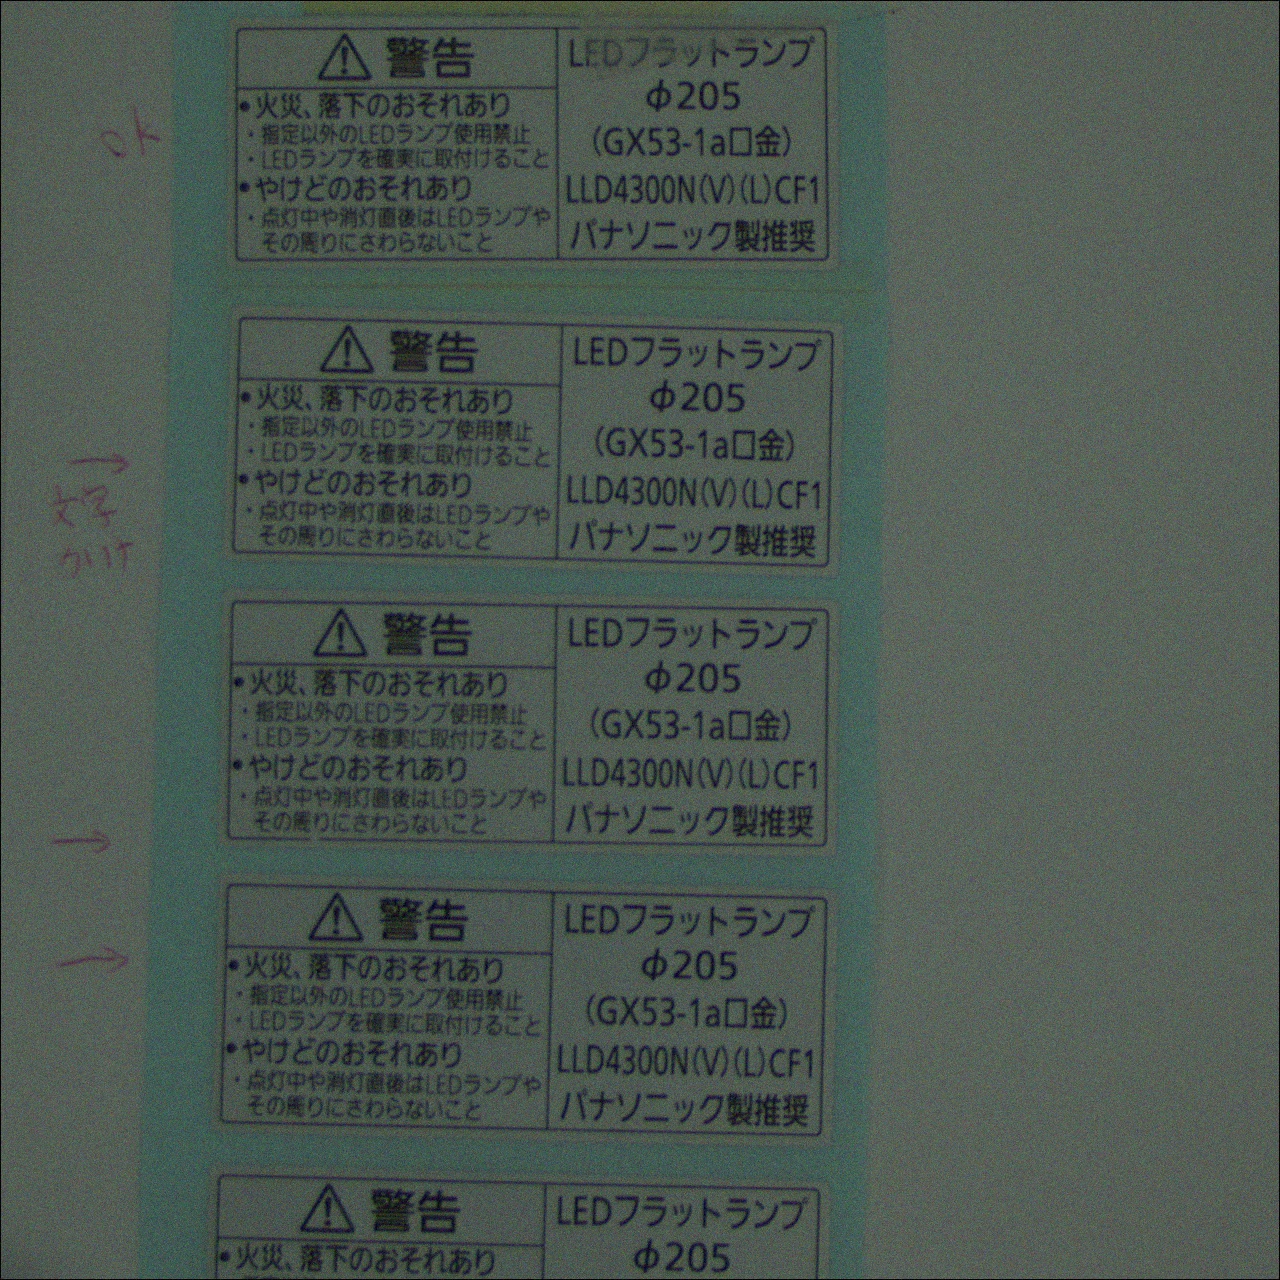 OK
⚠ 警告
・火災、落下のおそれあり
・指定以外のLEDランプ使用禁止
・LEDランプを確実に取付けること
・やけどのおそれあり
・点灯中や消灯直後はLEDランプや
その周りにさわらないこと
LEDフラットランプ
φ205
(GX53-1a口金)
LLD4300N(V)(L)CF1
パナソニック製推奨
→
文字
カけ
⚠ 警告
・火災、落下のおそれあり
・指定以外のLEDランプ使用禁止
・LEDランプを確実に取付けること
・やけどのおそれあり
・点灯中や消灯直後はLEDランプや
その周りにさわらないこと
LEDフラットランプ
φ205
(GX53-1a口金)
LLD4300N(V)(L)CF1
パナソニック製推奨
→
⚠ 警告
・火災、落下のおそれあり
・指定以外のLEDランプ使用禁止
・LEDランプを確実に取付けること
・やけどのおそれあり
・点灯中や消灯直後はLEDランプや
その周りにさわらないこと
LEDフラットランプ
φ205
(GX53-1a口金)
LLD4300N(V)(L)CF1
パナソニック製推奨
→
⚠ 警告
・火災、落下のおそれあり
・指定以外のLEDランプ使用禁止
・LEDランプを確実に取付けること
・やけどのおそれあり
・点灯中や消灯直後はLEDランプや
その周りにさわらないこと
LEDフラットランプ
φ205
(GX53-1a口金)
LLD4300N(V)(L)CF1
パナソニック製推奨
⚠ 警告
・火災、落下のおそれあり
LEDフラットランプ
φ205